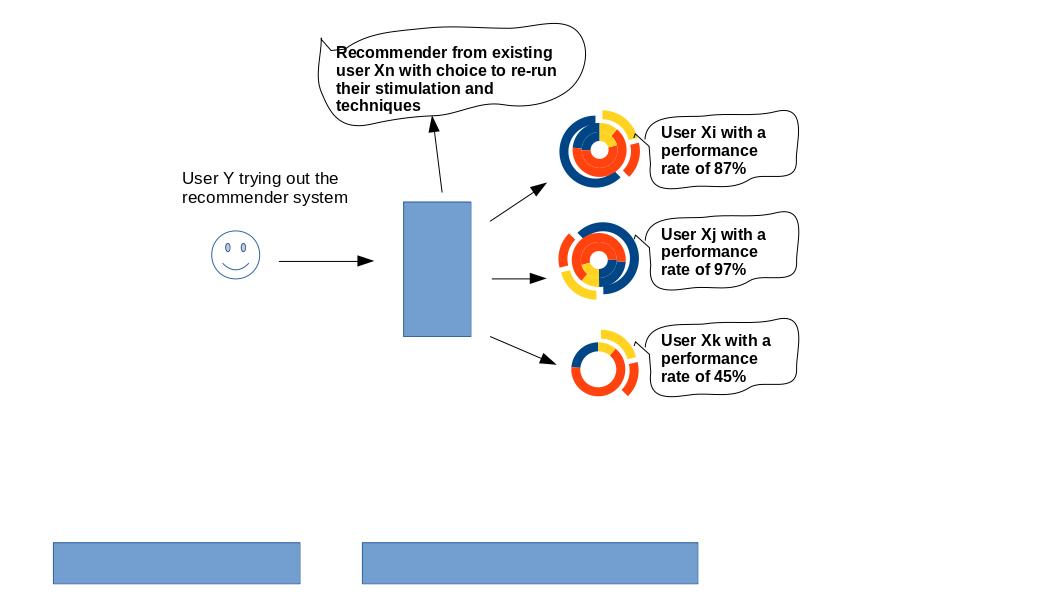 Recommender from existing
user Xn with choice to re-run
their stimulation and
techniques
User Y trying out the
recommender system
User Xi with a
performance
rate of 87%
User Xj with a
performance
rate of 97%
User Xk with a
performance
rate of 45%